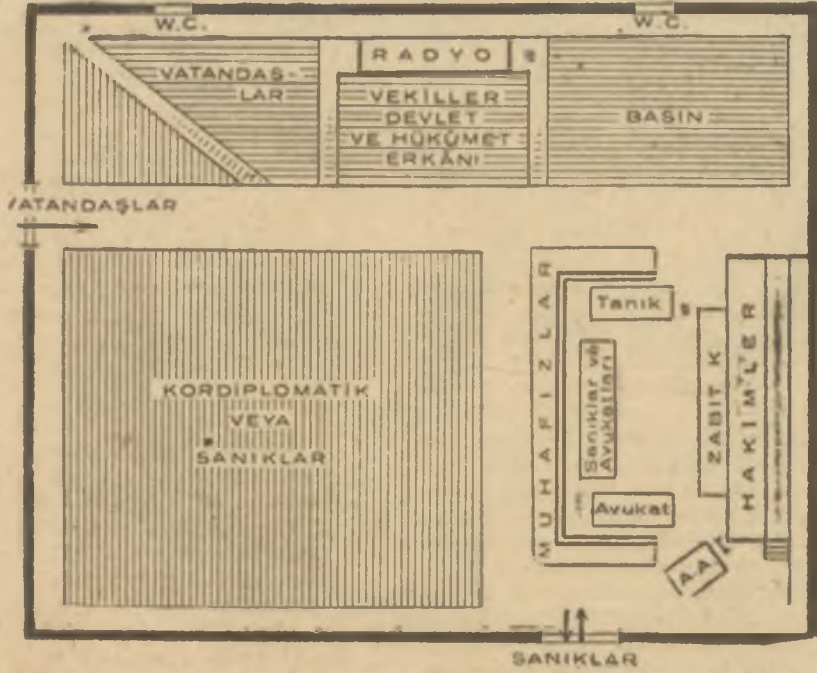 W.C.
W.C.
RADYO
VATANDAŞ-
LAR
VEKİLLER
DEVLET
VE HÜKÜMET
ERKÂNI
BASIN
VATANDAŞLAR
KORDİPLOMATİK
VEYA
SANIKLAR
MUHAFIZLAR
Tanık
Sanıklar ve
Avukatları
Avukat
ZABIT K
HAKİMLER
A.A.
SANIKLAR